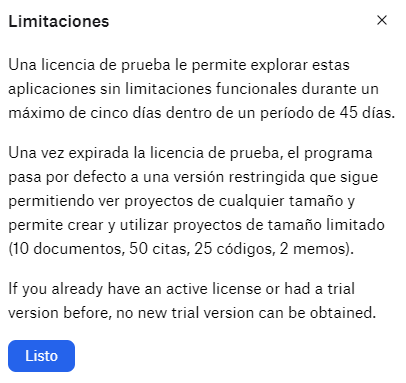 Limitaciones
Una licencia de prueba le permite explorar estas
aplicaciones sin limitaciones funcionales durante un
máximo de cinco días dentro de un período de 45 días.
Una vez expirada la licencia de prueba, el programa
pasa por defecto a una versión restringida que sigue
permitiendo ver proyectos de cualquier tamaño y
permite crear y utilizar proyectos de tamaño limitado
(10 documentos, 50 citas, 25 códigos, 2 memos).
If you already have an active license or had a trial
version before, no new trial version can be obtained.
Listo